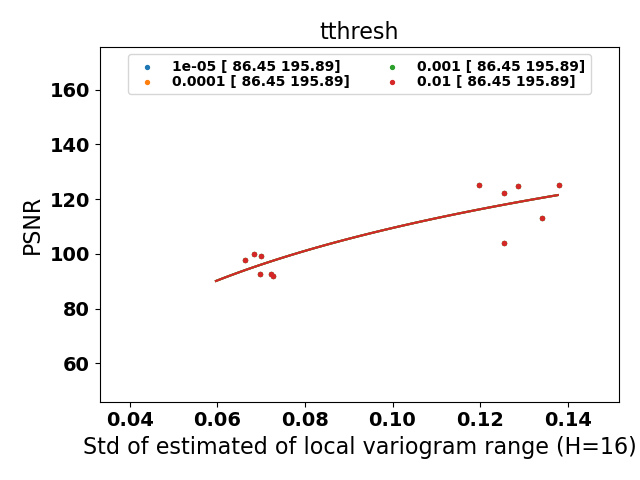 tthresh
1e-05 [ 86.45 195.89]
0.0001 [ 86.45 195.89]
0.001 [ 86.45 195.89]
0.01 [ 86.45 195.89]
PSNR
160
140
120
100
80
60
0.04 0.06 0.08 0.10 0.12 0.14
Std of estimated of local variogram range (H=16)